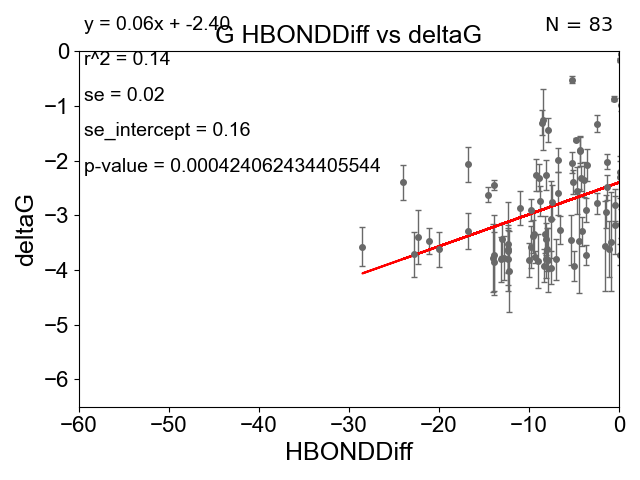 y = 0.06x + -2.40
N = 83
G HBONDDiff vs deltaG
r^2 = 0.14
se = 0.02
se_intercept = 0.16
p-value = 0.000424062434405544
0
−1
−2
−3
−4
−5
−6
deltaG
−60 −50 −40 −30 −20 −10 0
HBONDDiff